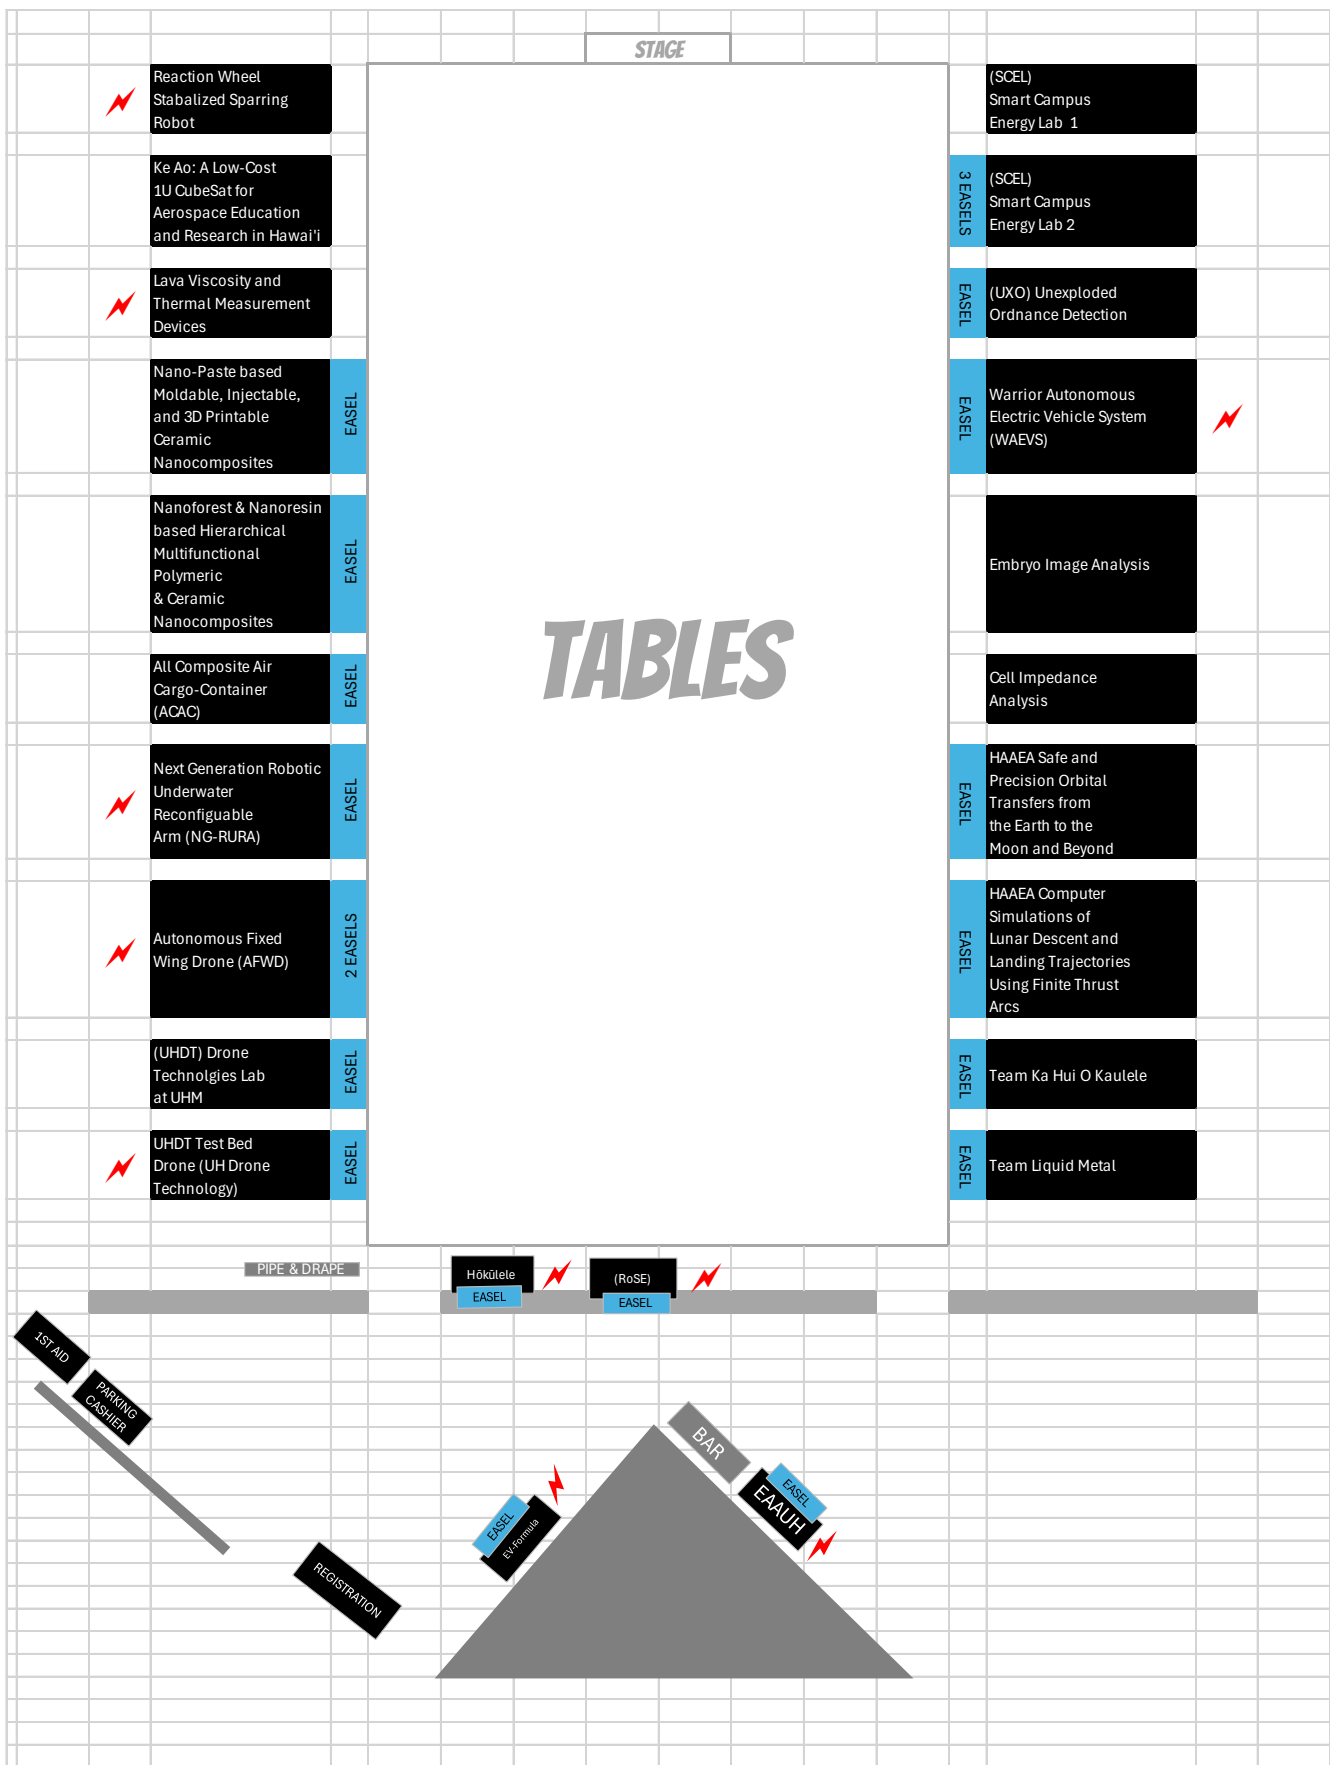 STAGE
Reaction Wheel
Stabalized Sparring
Robot
Ke Ao: A Low-Cost
1U CubeSat for
Aerospace Education
and Research in Hawai'i
Lava Viscosity and
Thermal Measurement
Devices
Nano-Paste based
Moldable, Injectable,
and 3D Printable
Ceramic
Nanocomposites
EASEL
Nanoforest & Nanoresin
based Hierarchical
Multifunctional
Polymeric
& Ceramic
Nanocomposites
EASEL
All Composite Air
Cargo-Container
(ACAC)
EASEL
Next Generation Robotic
Underwater
Reconfiguable
Arm (NG-RURA)
EASEL
Autonomous Fixed
Wing Drone (AFWD)
2 EASELS
(UHDT) Drone
Technolgies Lab
at UHM
EASEL
UHDT Test Bed
Drone (UH Drone
Technology)
EASEL
TABLES
(SCEL)
Smart Campus
Energy Lab 1
3 EASELS
(SCEL)
Smart Campus
Energy Lab 2
EASEL
(UXO) Unexploded
Ordnance Detection
EASEL
Warrior Autonomous
Electric Vehicle System
(WAEVS)
Embryo Image Analysis
Cell Impedance
Analysis
EASEL
HAAEA Safe and
Precision Orbital
Transfers from
the Earth to the
Moon and Beyond
EASEL
HAAEA Computer
Simulations of
Lunar Descent and
Landing Trajectories
Using Finite Thrust
Arcs
EASEL
Team Ka Hui O Kaulele
EASEL
Team Liquid Metal
PIPE & DRAPE
Hōkūlele
EASEL
(RoSE)
EASEL
1ST AID
PARKING
CASHIER
REGISTRATION
EASEL
EV-Formula
BAR
EASEL
EAAUH